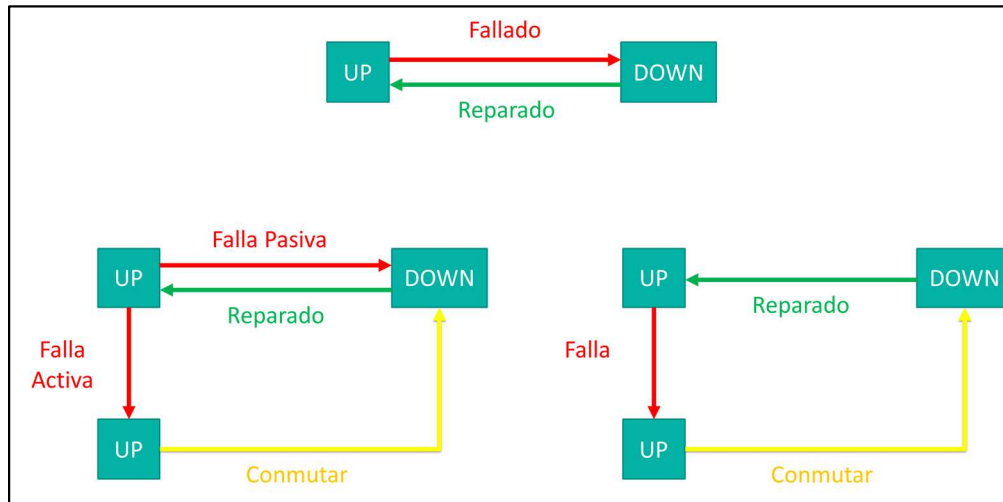 Fallado
UP
DOWN
Reparado
Falla Pasiva
UP
DOWN
Reparado
Falla
Activa
UP
Conmutar
UP
DOWN
Reparado
Falla
UP
Conmutar